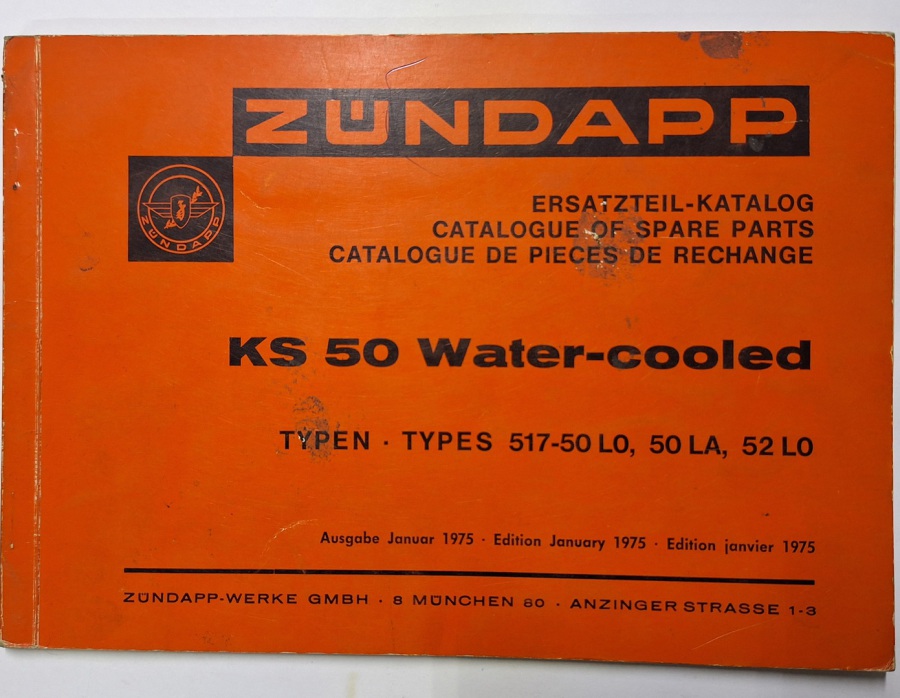 ZÜNDAPP
ZÜNDAPP
ERSATZTEIL-KATALOG
CATALOGUE OF SPARE PARTS
CATALOGUE DE PIECES DE RECHANGE
KS 50 Water-cooled
TYPEN · TYPES 517-50 LO, 50 LA, 52 LO
Ausgabe Januar 1975 · Edition January 1975 · Edition janvier 1975
ZÜNDAPP-WERKE GMBH · 8 MÜNCHEN 80 · ANZINGER STRASSE 1-3